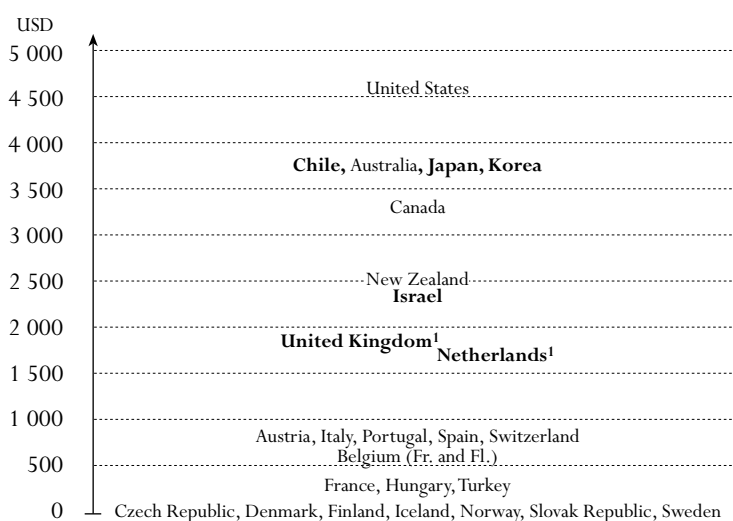 USD
5 000
United States
4 500
4 000
Chile, Australia, Japan, Korea
3 500
Canada
3 000
2 500
New Zealand
Israel
2 000
United Kingdom¹
Netherlands¹
1 500
1 000
Austria, Italy, Portugal, Spain, Switzerland
Belgium (Fr. and Fl.)
500
France, Hungary, Turkey
0
Czech Republic, Denmark, Finland, Iceland, Norway, Slovak Republic, Sweden